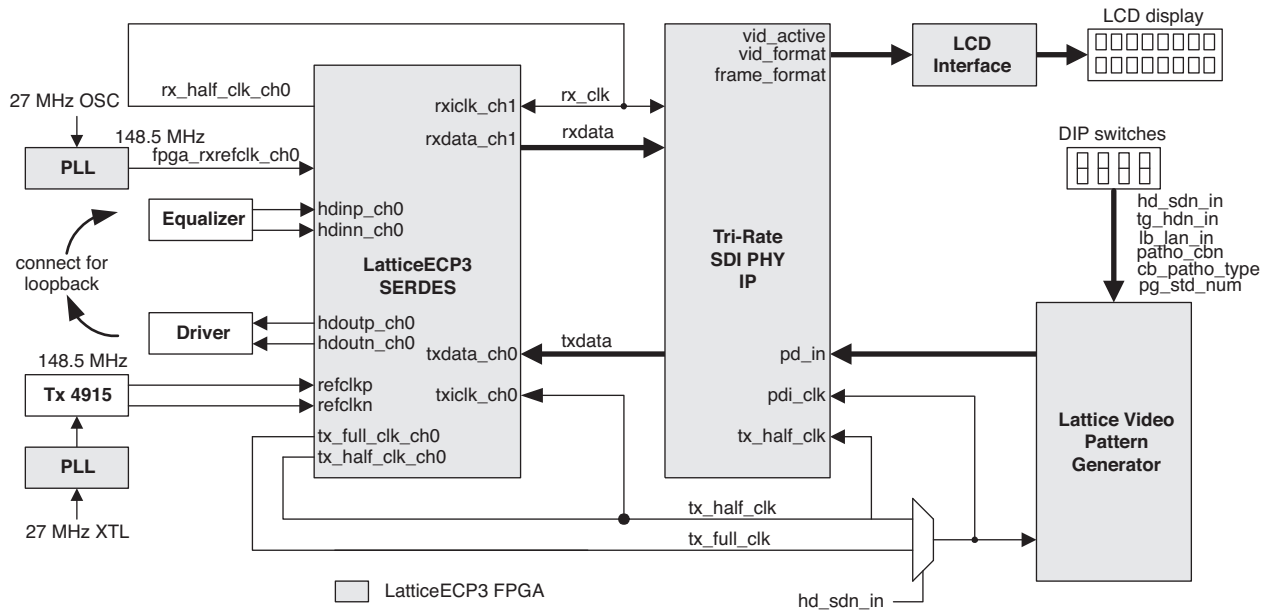 LCD display
vid_active
vid_format
frame_format
LCD
Interface
rx_half_clk_ch0
27 MHz OSC
rxiclk_ch1
rx_clk
148.5 MHz
rxdata_ch1
rxdata
PLL
fpga_rxrefclk_ch0
DIP switches
Equalizer
hdinp_ch0
hdinn_ch0
hd_sdn_in
tg_hdn_in
lb_lan_in
patho_cbn
cb_patho_type
pg_std_num
connect for
loopback
LatticeECP3
SERDES
Tri-Rate
SDI PHY
IP
Driver
hdoutp_ch0
hdoutn_ch0
txdata_ch0
txdata
pd_in
148.5 MHz
Tx 4915
refclkp
refclkn
txiclk_ch0
pdi_clk
tx_full_clk_ch0
tx_half_clk_ch0
tx_half_clk
Lattice Video
Pattern
Generator
PLL
27 MHz XTL
tx_half_clk
tx_full_clk
LatticeECP3 FPGA
hd_sdn_in